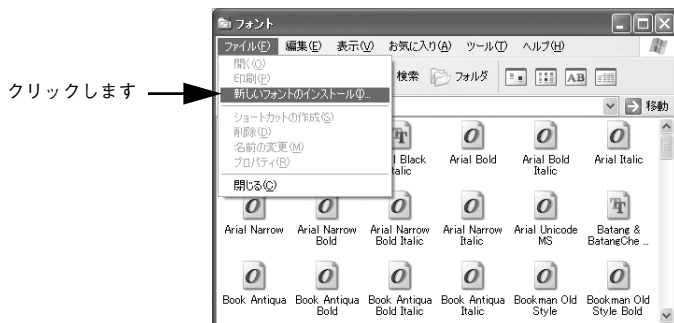 フォント
ファイル(F) 編集(E) 表示(V) お気に入り(A) ツール(T) ヘルプ(H)
開く(O)
印刷(P)
検索 フォルダ
クリックします
新しいフォントのインストール(I)...
移動
ショートカットの作成(S)
削除(D)
名前の変更(M)
プロパティ(R)
閉じる(C)
Black Arial Bold Arial Bold Italic Arial Italic
Arial Narrow Arial Narrow Bold Arial Narrow Bold Italic Arial Narrow Italic Arial Unicode MS Batang & BatangChe ...
Book Antiqua Book Antiqua Bold Book Antiqua Bold Italic Book Antiqua Italic Bookman Old Style Bookman Old Style Bold